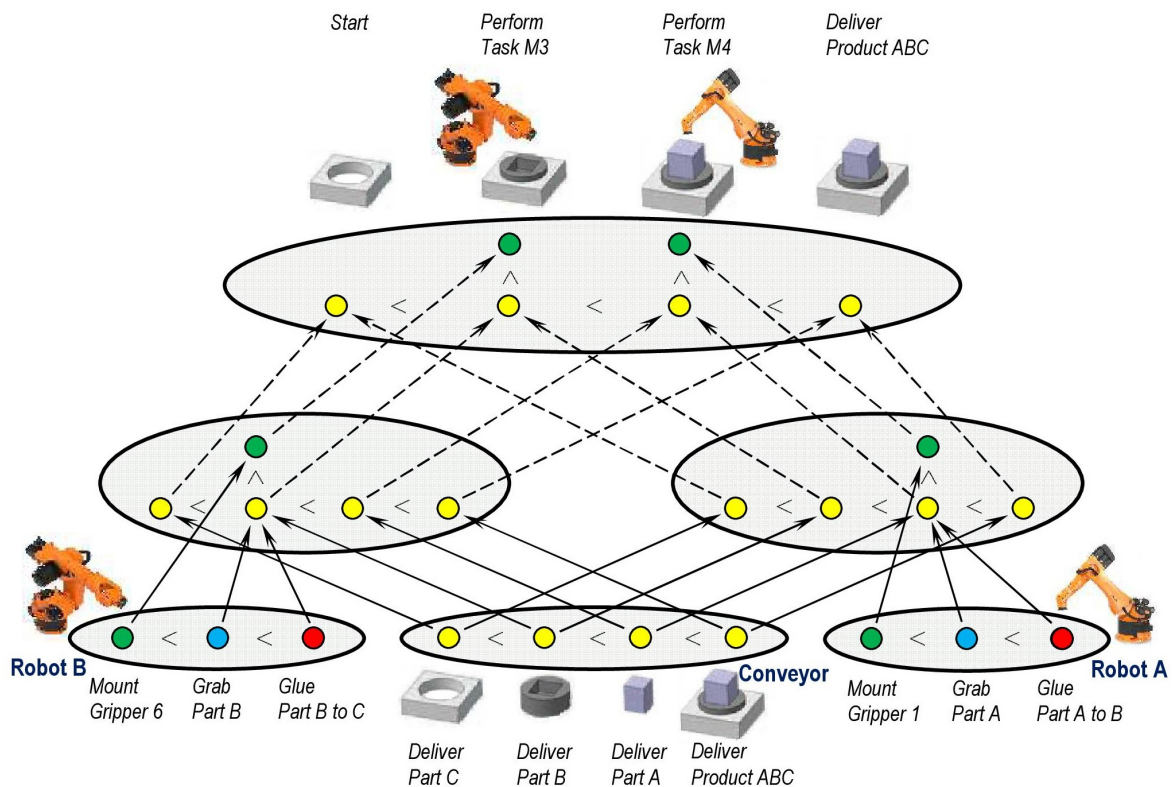 Start
Perform
Task M3
Perform
Task M4
Deliver
Product ABC
<
<
<
<
<
<
<
<
<
<
<
<
<
Robot B
<
<
Mount
Gripper 6
Grab
Part B
Glue
Part B to C
<
<
<
Conveyor
Deliver
Part C
Deliver
Part B
Deliver
Part A
Deliver
Product ABC
<
<
Robot A
Mount
Gripper 1
Grab
Part A
Glue
Part A to B